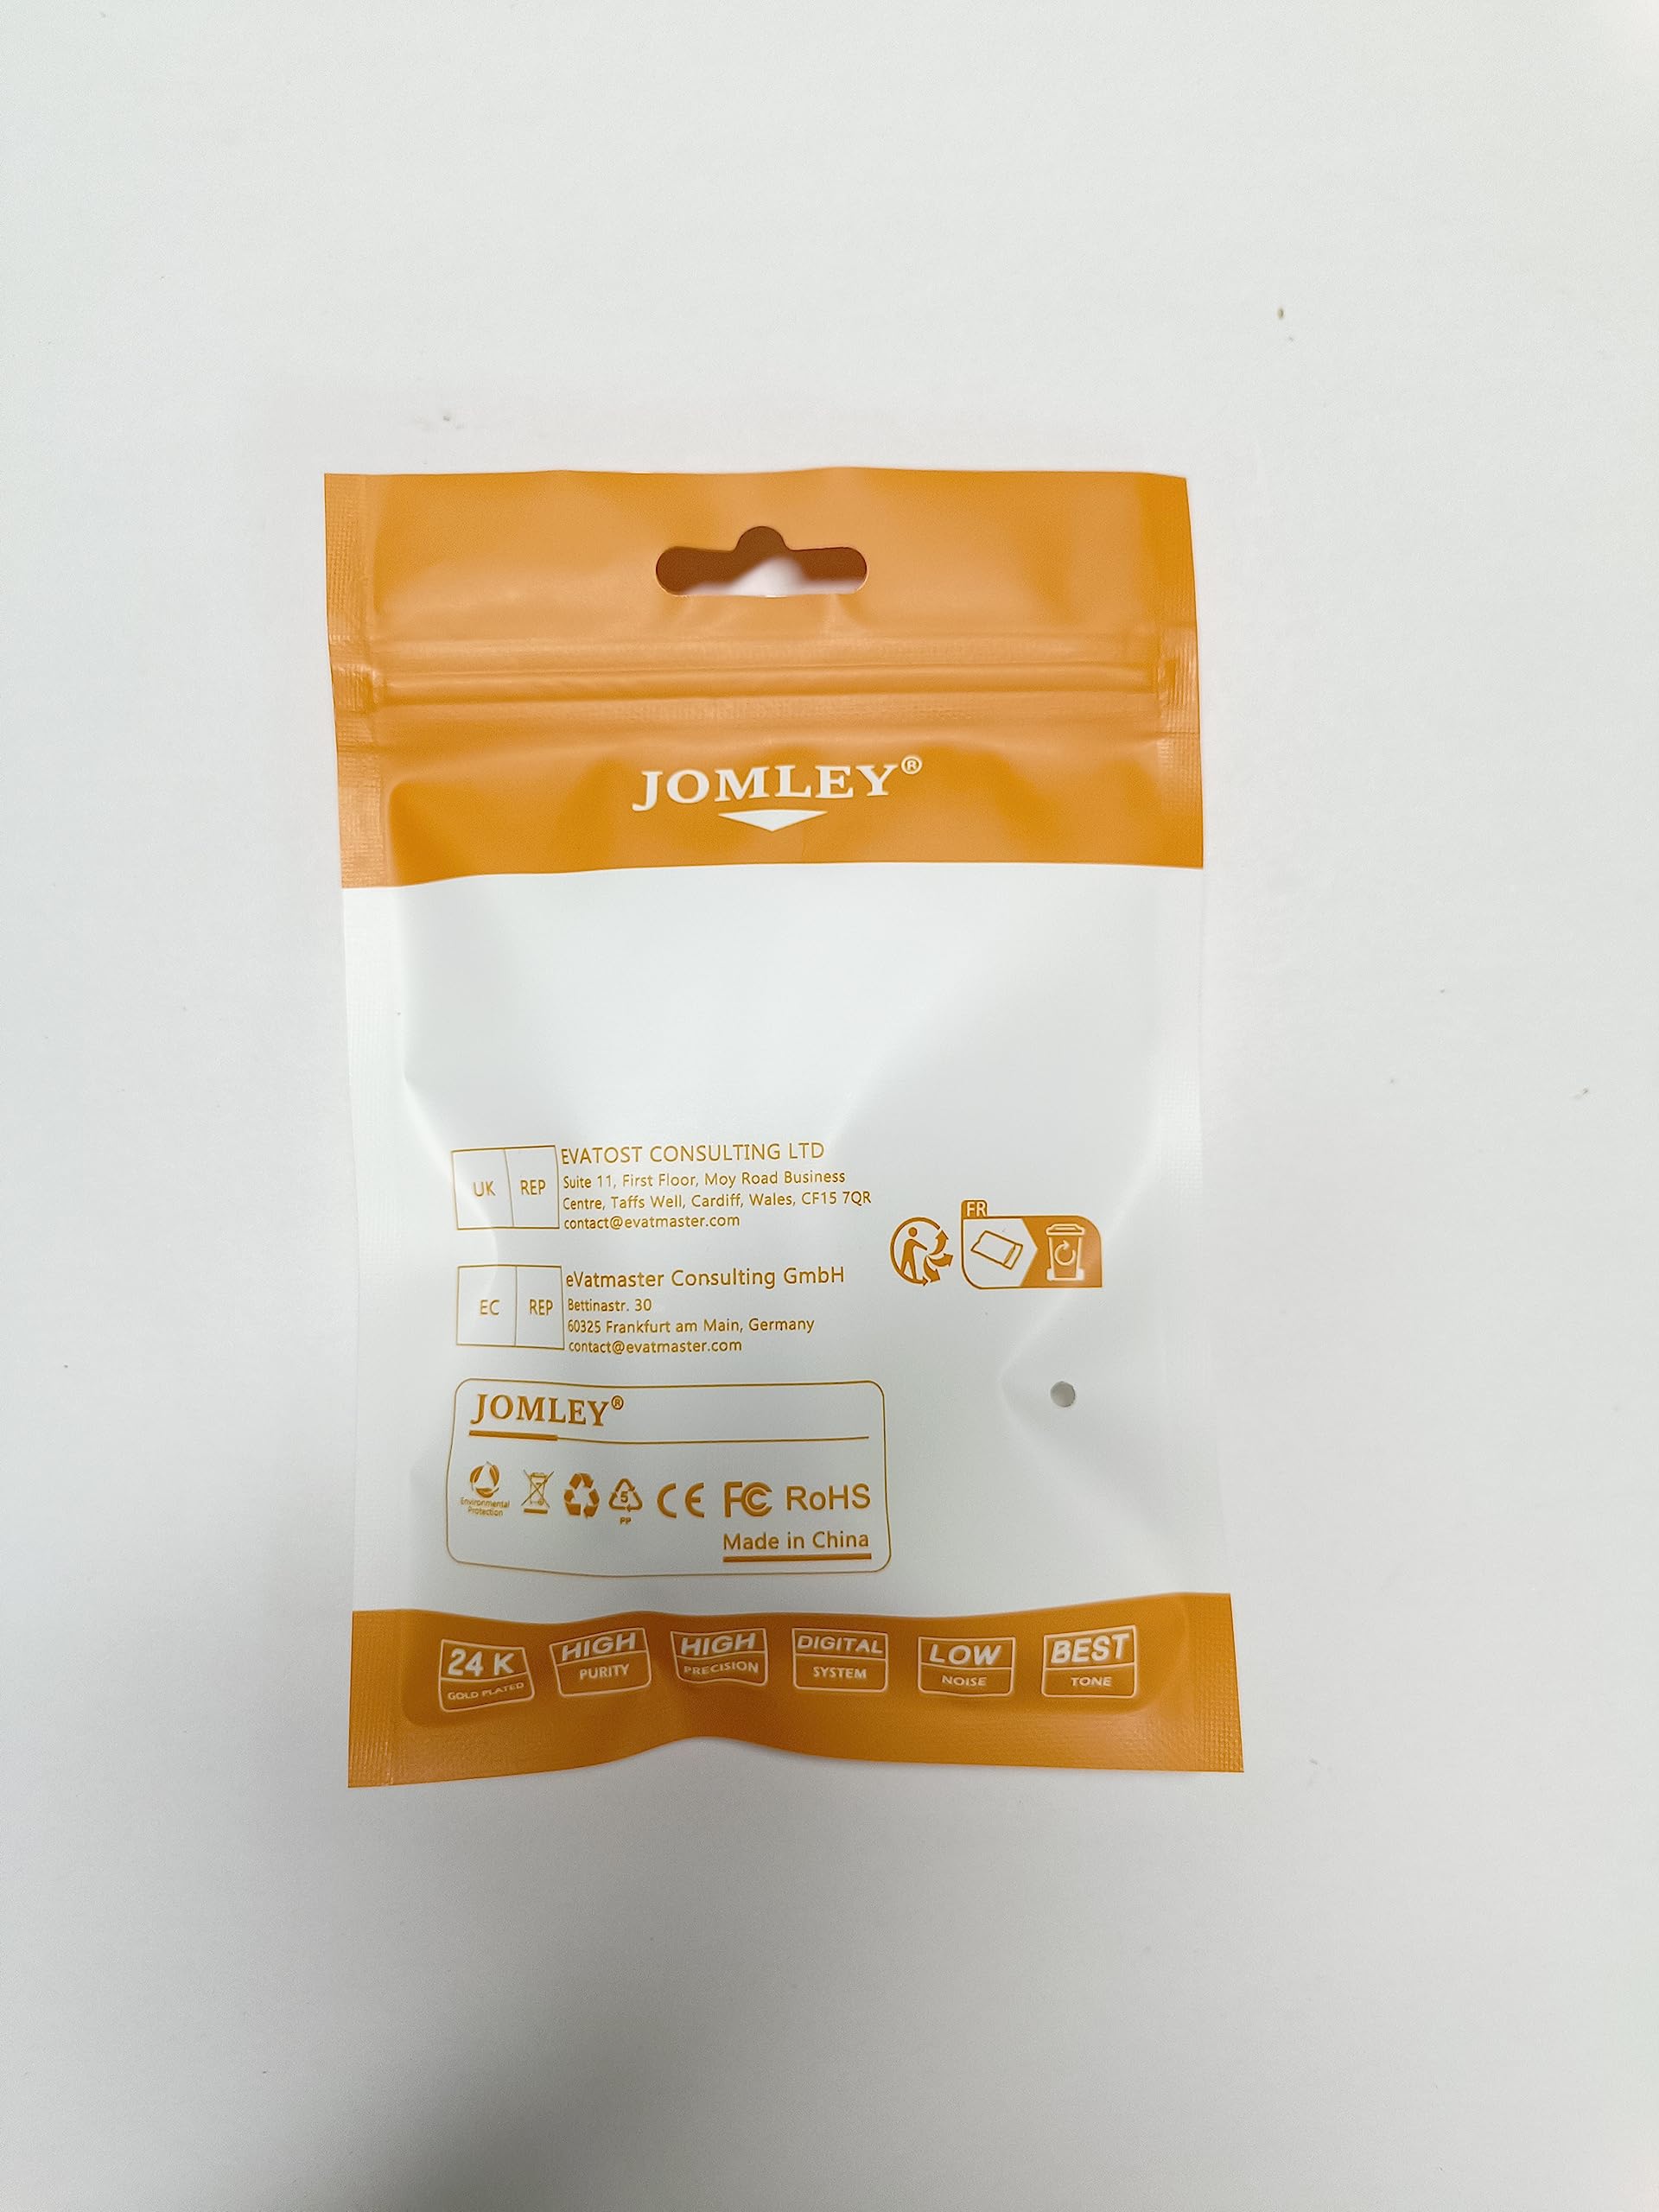 JOMLEY®
UK REP
EVATOST CONSULTING LTD
Suite 11, First Floor, Moy Road Business
Centre, Taffs Well, Cardiff, Wales, CF15 7QR
contact@evatmaster.com
FR
EC REP
eVatmaster Consulting GmbH
Bettinastr. 30
60325 Frankfurt am Main, Germany
contact@evatmaster.com
JOMLEY®
Environmental
Protection
5
PP
CE FC RoHS
Made in China
24 K
GOLD PLATED
HIGH
PURITY
HIGH
PRECISION
DIGITAL
SYSTEM
LOW
NOISE
BEST
TONE